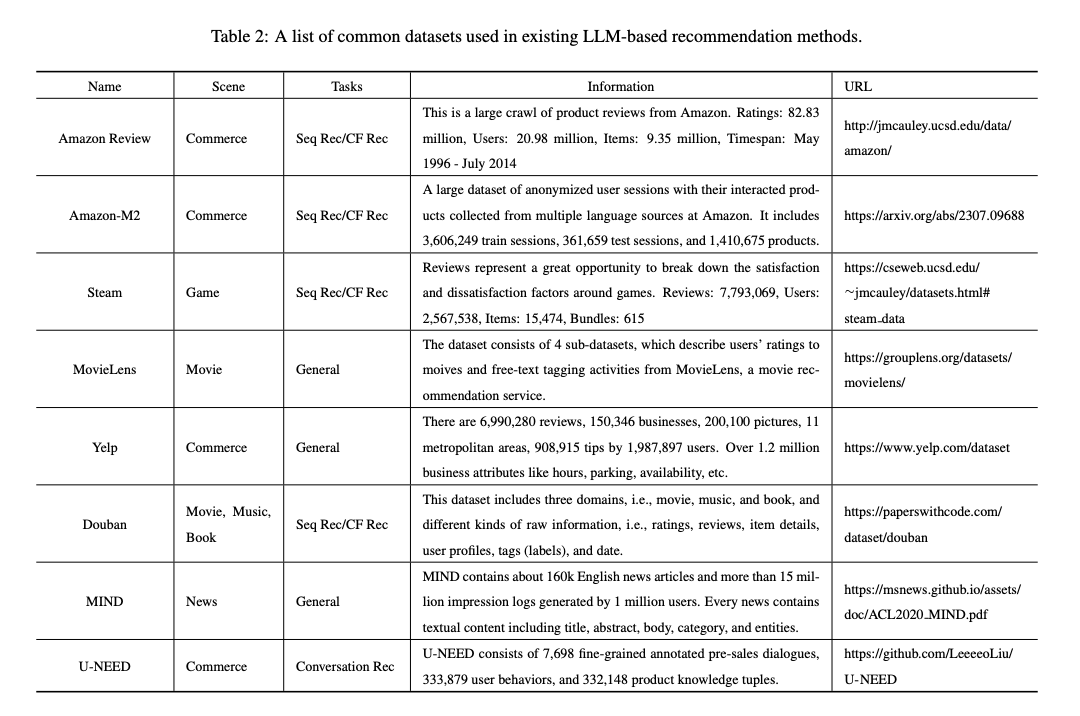 Table 2: A list of common datasets used in existing LLM-based recommendation methods.
Name Scene Tasks Information URL
Amazon Review Commerce Seq Rec/CF Rec
This is a large crawl of product reviews from Amazon. Ratings: 82.83
million, Users: 20.98 million, Items: 9.35 million, Timespan: May
1996 - July 2014
http://jmcauley.ucsd.edu/data/
amazon/
Amazon-M2 Commerce Seq Rec/CF Rec
A large dataset of anonymized user sessions with their interacted prod-
ucts collected from multiple language sources at Amazon. It includes
3,606,249 train sessions, 361,659 test sessions, and 1,410,675 products.
https://arxiv.org/abs/2307.09688
Steam Game Seq Rec/CF Rec
Reviews represent a great opportunity to break down the satisfaction
and dissatisfaction factors around games. Reviews: 7,793,069, Users:
2,567,538, Items: 15,474, Bundles: 615
https://cseweb.ucsd.edu/
~jmcauley/datasets.html#
steam_data
MovieLens Movie General
The dataset consists of 4 sub-datasets, which describe users' ratings to
moives and free-text tagging activities from MovieLens, a movie rec-
ommendation service.
https://grouplens.org/datasets/
movielens/
Yelp Commerce General
There are 6,990,280 reviews, 150,346 businesses, 200,100 pictures, 11
metropolitan areas, 908,915 tips by 1,987,897 users. Over 1.2 million
business attributes like hours, parking, availability, etc.
https://www.yelp.com/dataset
Douban
Movie, Music,
Book
Seq Rec/CF Rec
This dataset includes three domains, i.e., movie, music, and book, and
different kinds of raw information, i.e., ratings, reviews, item details,
user profiles, tags (labels), and date.
https://paperswithcode.com/
dataset/douban
MIND News General
MIND contains about 160k English news articles and more than 15 mil-
lion impression logs generated by 1 million users. Every news contains
textual content including title, abstract, body, category, and entities.
https://msnews.github.io/assets/
doc/ACL2020_MIND.pdf
U-NEED Commerce Conversation Rec
U-NEED consists of 7,698 fine-grained annotated pre-sales dialogues,
333,879 user behaviors, and 332,148 product knowledge tuples.
https://github.com/LeeeeoLiu/
U-NEED